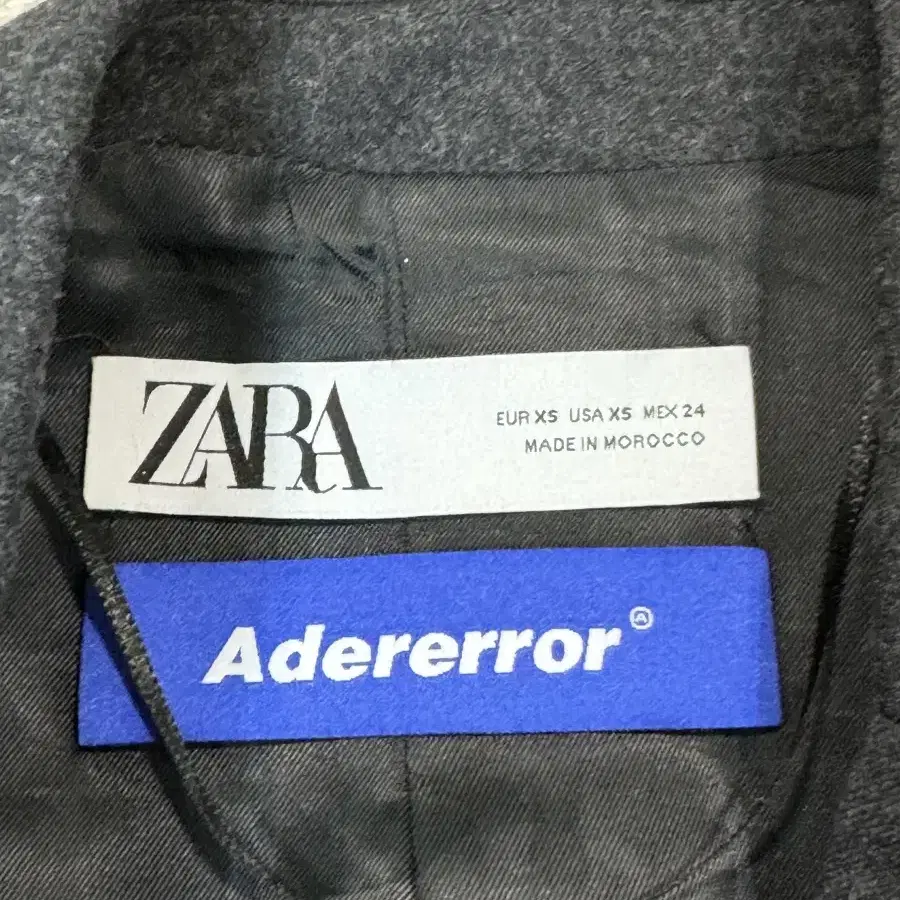 ZARA
EUR XS USA XS MEX 24
MADE IN MOROCCO
Adererror